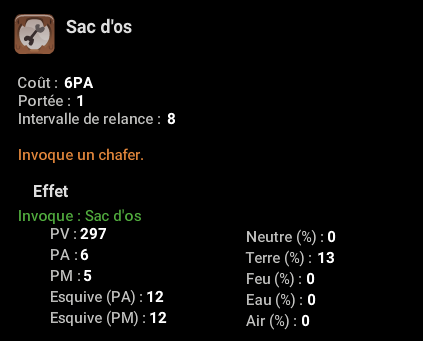 Sac d'os
Coût : 6PA
Portée : 1
Intervalle de relance : 8
Invoque un chafer.
Effet
Invoque : Sac d'os
PV : 297
PA : 6
PM : 5
Esquive (PA) : 12
Esquive (PM) : 12
Neutre (%) : 0
Terre (%) : 13
Feu (%) : 0
Eau (%) : 0
Air (%) : 0